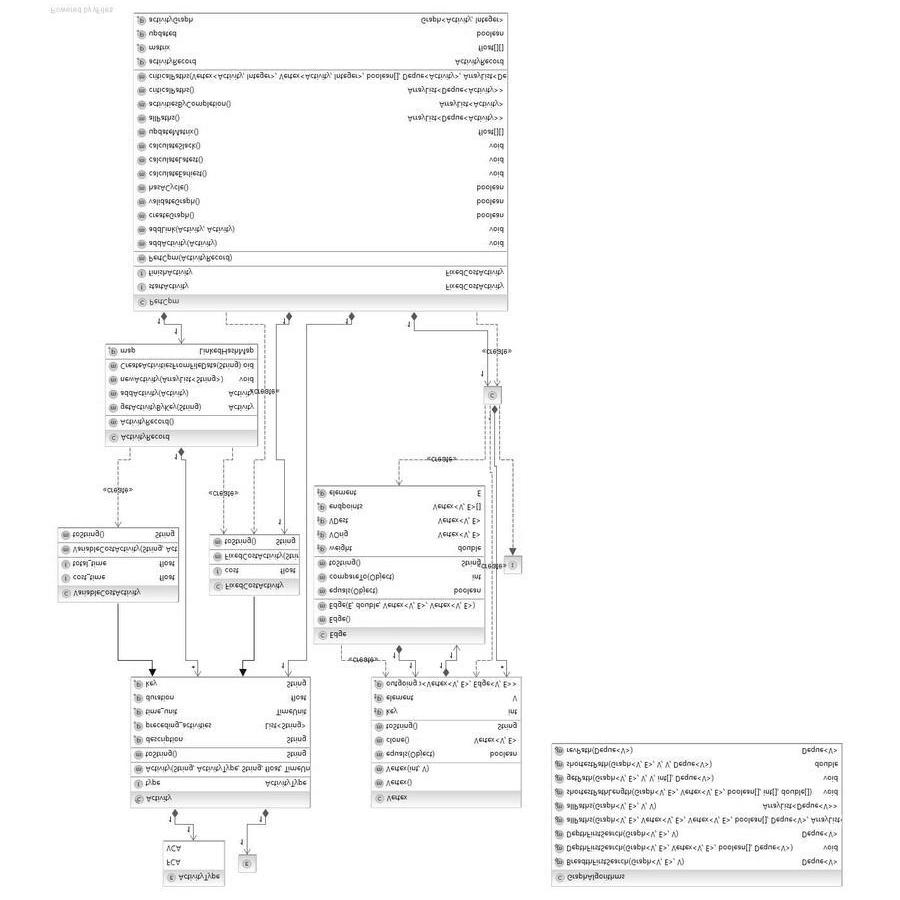 ActivityType
FCA
VCA
E
GraphAlgorithms
BreadthFirstSearch(Graph<V, E>, V) Deque<V>
DepthFirstSearch(Graph<V, E>, Vertex<V, E>, boolean[], Deque<V>) void
DepthFirstSearch(Graph<V, E>, V) Deque<V>
allPaths(Graph<V, E>, Vertex<V, E>, Vertex<V, E>, boolean[], Deque<V>, ArrayList<
allPaths(Graph<V, E>, V, V) ArrayList<Deque<V>>
shortestPathLength(Graph<V, E>, Vertex<V, E>, boolean[], int[], double[]) void
getPath(Graph<V, E>, V, V, int[], Deque<V>) void
shortestPath(Graph<V, E>, V, V, Deque<V>) double
revPath(Deque<V>) Deque<V>
1 1
1 1
Activity
type ActivityType
Activity(String, ActivityType, String, float, TimeUn
toString() String
description String
preceding_activities List<String>
time_unit TimeUnit
duration float
key String
Vertex
Vertex()
Vertex(int, V)
equals(Object) boolean
clone() Vertex<V, E>
toString() String
key int
element V
outgoing Vertex<V, E>, Edge<V, E>>
«create»
Edge
Edge()
Edge(E, double, Vertex<V, E>, Vertex<V, E>)
equals(Object) boolean
compareTo(Object) int
toString() String
weight double
VOrig Vertex<V, E>
VDest Vertex<V, E>
endpoints Vertex<V, E>[]
element E
«create»
I
VariableCostActivity
cost_time float
total_time float
VariableCostActivity(String, Act
toString() String
FixedCostActivity
cost float
FixedCostActivity(Strin
toString() String
«create»
«create»
«create»
ActivityRecord
ActivityRecord()
getActivityByKey(String) Activity
addActivity(Activity) Activity
newActivity(ArrayList<String>) void
CreateActivitiesFromFileData(String) oid
map LinkedHashMap
«create»
C
«create»
PertCpm
startActivity FixedCostActivity
finishActivity FixedCostActivity
PertCpm(ActivityRecord)
addActivity(Activity) void
addLink(Activity, Activity) void
createGraph() boolean
validateGraph() boolean
hasACycle() boolean
calculateEarliest() void
calculateLatest() void
calculateSlack() void
updateMatrix() float[][]
allPaths() ArrayList<Deque<Activity>>
activitiesByCompletion() ArrayList<Activity>
criticalPaths() ArrayList<Deque<Activity>>
criticalPaths(Vertex<Activity, Integer>, Vertex<Activity, Integer>, boolean[], Deque<Activity>, ArrayList<De
activityRecord ActivityRecord
matrix float[][]
updated boolean
activityGraph Graph<Activity, Integer>
Powered by yFiles